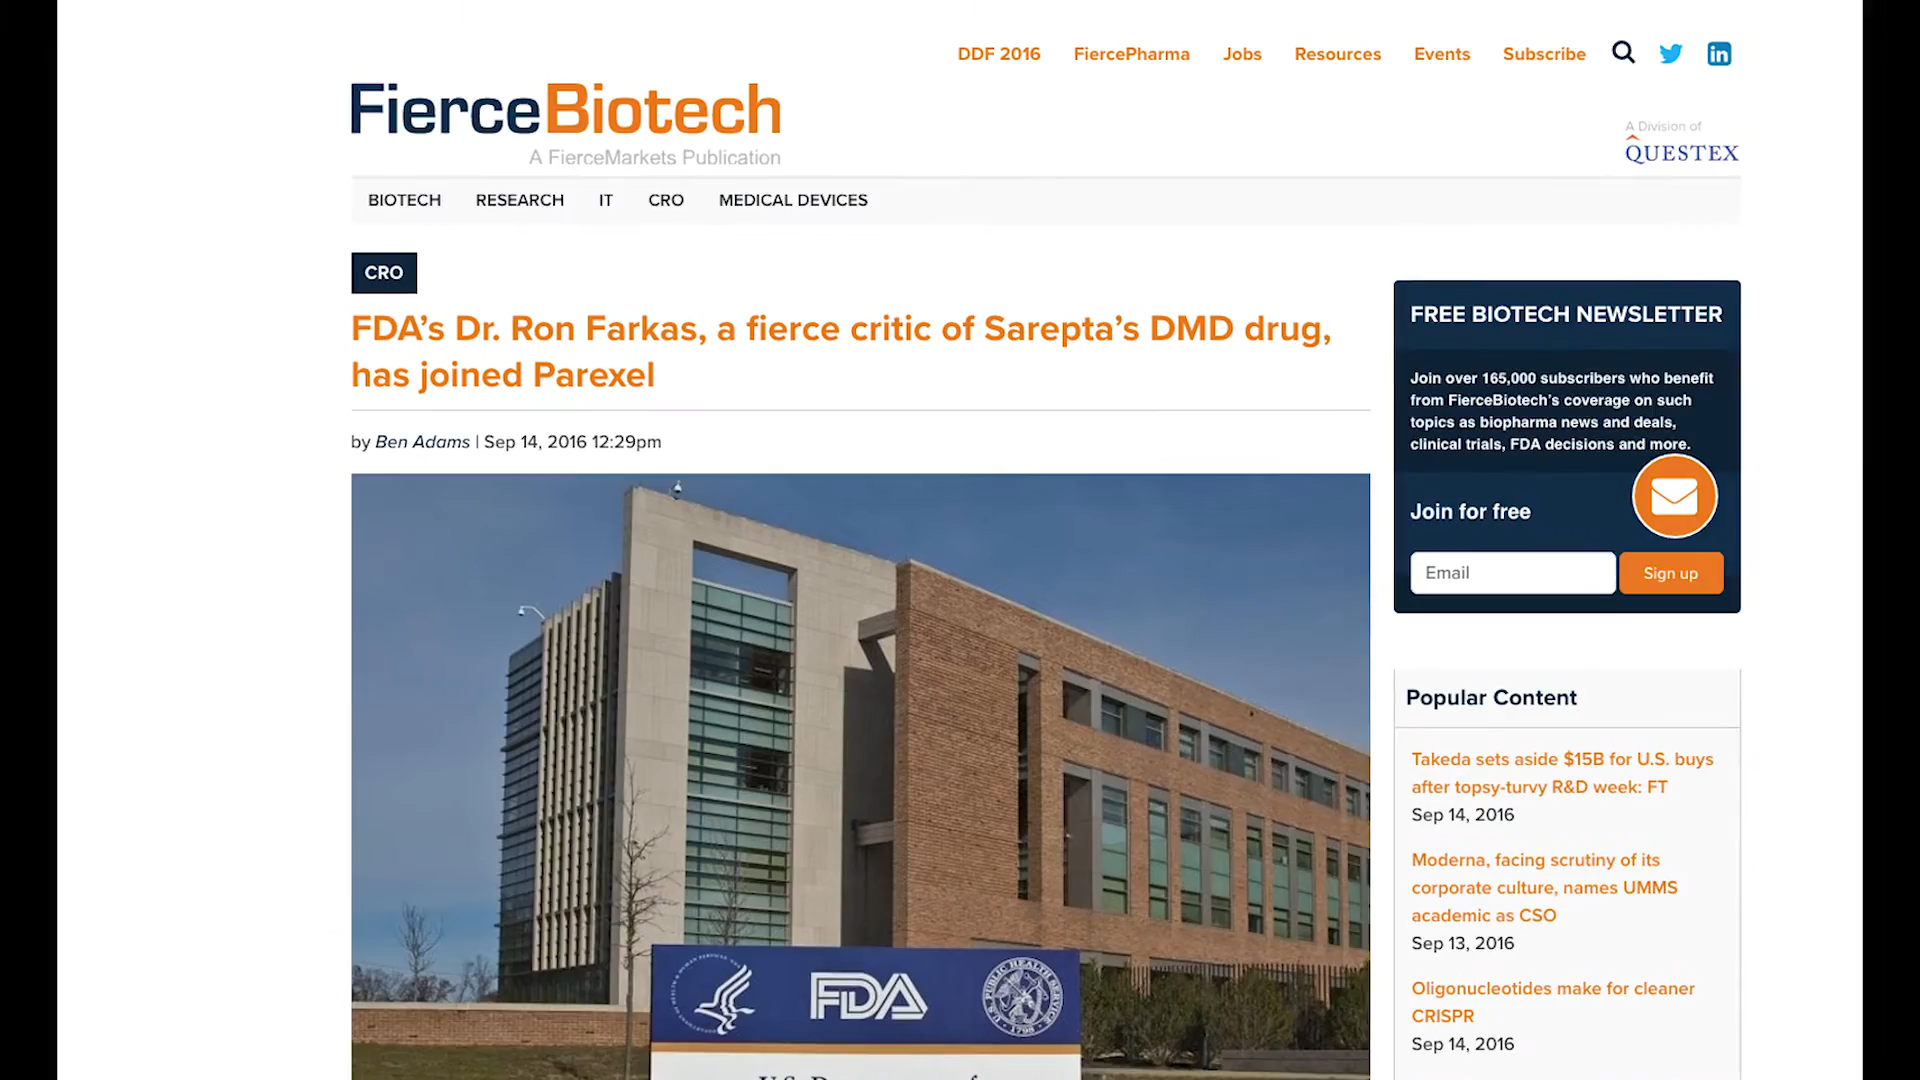 DDF 2016 FiercePharma Jobs Resources Events Subscribe
FierceBiotech
A FierceMarkets Publication
A Division of
QUESTEX
BIOTECH RESEARCH IT CRO MEDICAL DEVICES
CRO
FDA’s Dr. Ron Farkas, a fierce critic of Sarepta’s DMD drug,
has joined Parexel
by Ben Adams | Sep 14, 2016 12:29pm
FDA
PUBLIC HEALTH SERVICE
1798
FREE BIOTECH NEWSLETTER
Join over 165,000 subscribers who benefit
from FierceBiotech’s coverage on such
topics as biopharma news and deals,
clinical trials, FDA decisions and more.
Join for free
Email
Sign up
Popular Content
Takeda sets aside $15B for U.S. buys
after topsy-turvy R&D week: FT
Sep 14, 2016
Moderna, facing scrutiny of its
corporate culture, names UMMS
academic as CSO
Sep 13, 2016
Oligonucleotides make for cleaner
CRISPR
Sep 14, 2016